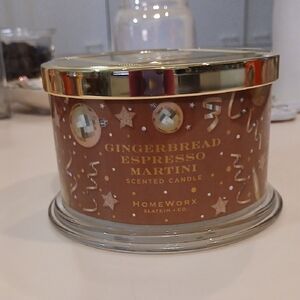 GINGERBREAD
ESPRESSO
MARTINI
SCENTED CANDLE
HOMEWORX
SLATKIN + CO.